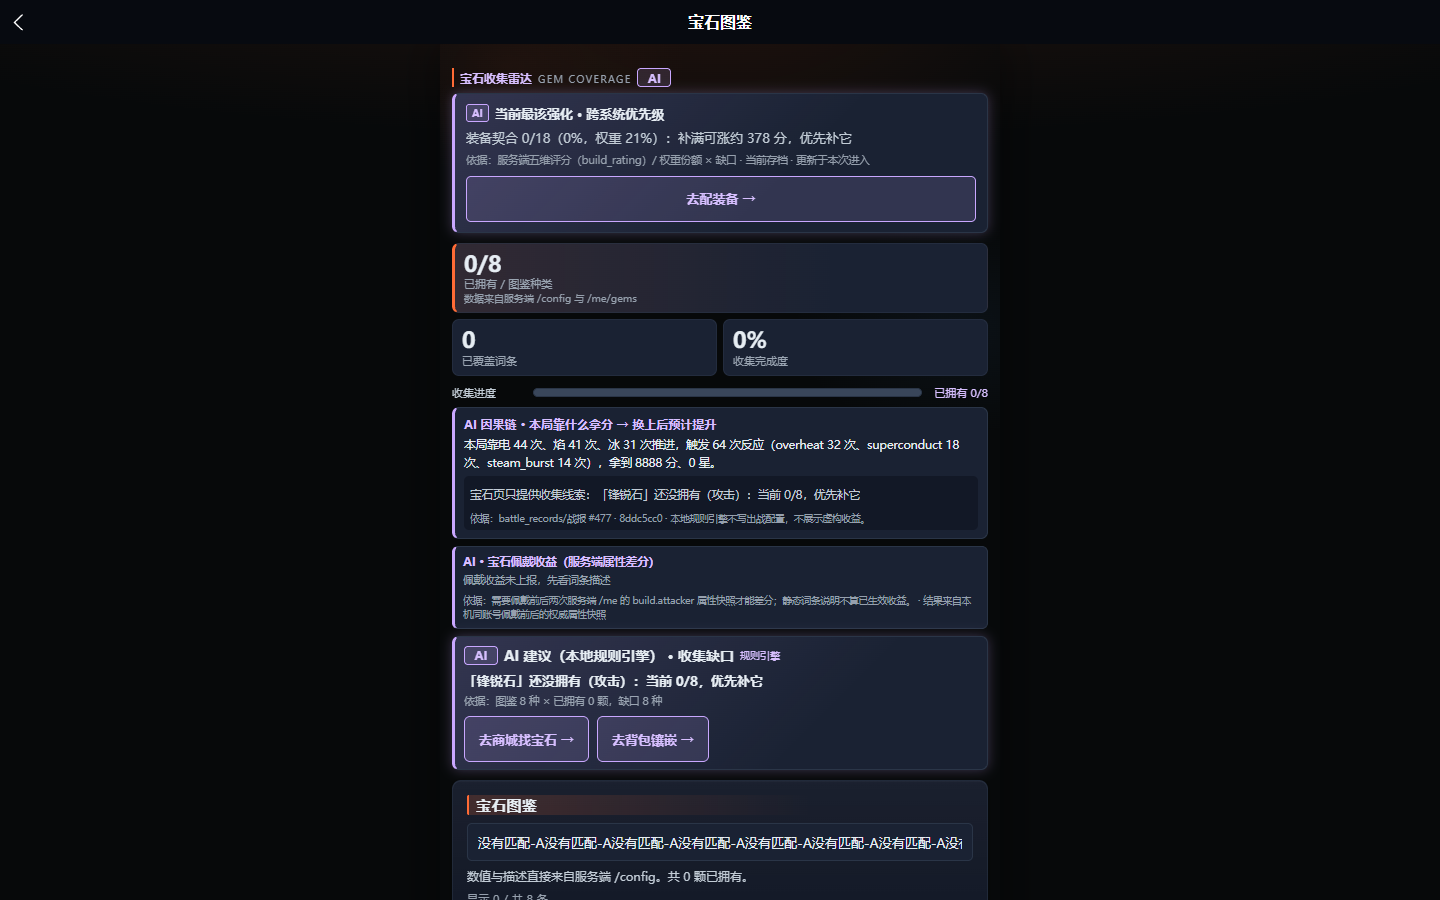 宝石图鉴
宝石收集雷达 GEM COVERAGE AI
AI 当前最该强化 • 跨系统优先级
装备契合 0/18（0%，权重 21%）：补满可涨约 378 分，优先补它
依据：服务端五维评分（build_rating）/ 权重份额 × 缺口 · 当前存档 · 更新于本次进入
去配装备 →
0/8
已拥有 / 图鉴种类
数据来自服务端 /config 与 /me/gems
0
已覆盖词条
0%
收集完成度
收集进度 已拥有 0/8
AI 因果链 • 本局靠什么拿分 → 换上后预计提升
本局靠电 44 次、焰 41 次、冰 31 次推进，触发 64 次反应（overheat 32 次、superconduct 18
次、steam_burst 14 次），拿到 8888 分、0 星。
宝石页只提供收集线索：「锋锐石」还没拥有（攻击）：当前 0/8，优先补它
依据：battle_records/战报 #477 · 8ddc5cc0 · 本地规则引擎不写出战配置，不展示虚构收益。
AI • 宝石佩戴收益（服务端属性差分）
佩戴收益未上报，先看词条描述
依据：需要佩戴前后两次服务端 /me 的 build.attacker 属性快照才能差分；静态词条说明不算已生效收益。 · 结果来自本
机同账号佩戴前后的权威属性快照
AI AI 建议（本地规则引擎） • 收集缺口 规则引擎
「锋锐石」还没拥有（攻击）：当前 0/8，优先补它
依据：图鉴 8 种 × 已拥有 0 颗，缺口 8 种
去商城找宝石 →
去背包镶嵌 →
宝石图鉴
没有匹配-A没有匹配-A没有匹配-A没有匹配-A没有匹配-A没有匹配-A没有匹配-A没
数值与描述直接来自服务端 /config。共 0 颗已拥有。
显示 0 / 共 8 条